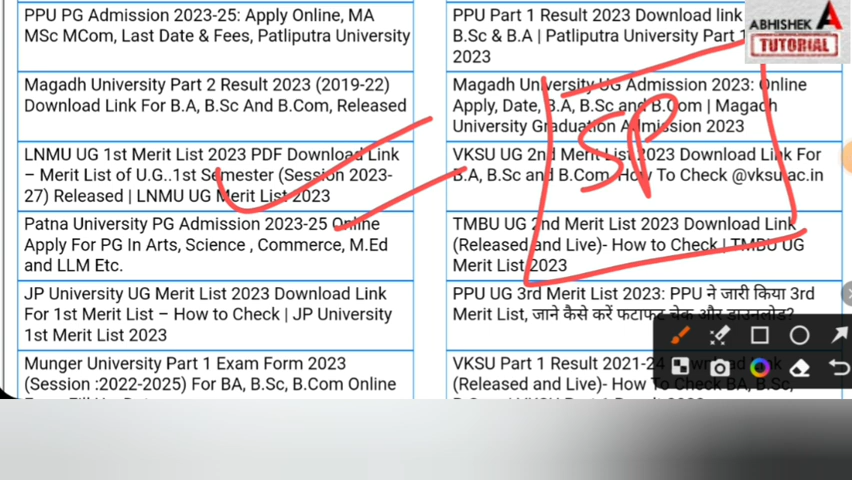 PPU PG Admission 2023-25: Apply Online, MA
MSc MCom, Last Date & Fees, Patliputra University
PPU Part 1 Result 2023 Download link
B.Sc & B.A | Patliputra University Part 1
2023
ABHISHEK A
TUTORIAL
Magadh University Part 2 Result 2023 (2019-22)
Download Link For B.A, B.Sc And B.Com, Released
Magadh University UG Admission 2023: Online
Apply, Date, B.A, B.Sc and B.Com | Magadh
University Graduation Admission 2023
SP
LNMU UG 1st Merit List 2023 PDF Download Link
– Merit List of U.G..1st Semester (Session 2023-
27) Released | LNMU UG Merit List 2023
VKSU UG 2nd Merit List 2023 Download Link For
B.A, B.Sc and B.Com, How To Check @vksu.ac.in
Patna University PG Admission 2023-25 Online
Apply For PG In Arts, Science , Commerce, M.Ed
and LLM Etc.
TMBU UG 2nd Merit List 2023 Download Link
(Released and Live)- How to Check | TMBU UG
Merit List 2023
JP University UG Merit List 2023 Download Link
For 1st Merit List – How to Check | JP University
1st Merit List 2023
PPU UG 3rd Merit List 2023: PPU ने जारी किया 3rd
Merit List, जाने कैसे करें फटाफट चेक और डाउनलोड?
Munger University Part 1 Exam Form 2023
(Session :2022-2025) For BA, B.Sc, B.Com Online
VKSU Part 1 Result 2021-24 Download Link
(Released and Live)- How To Check BA, B.Sc,